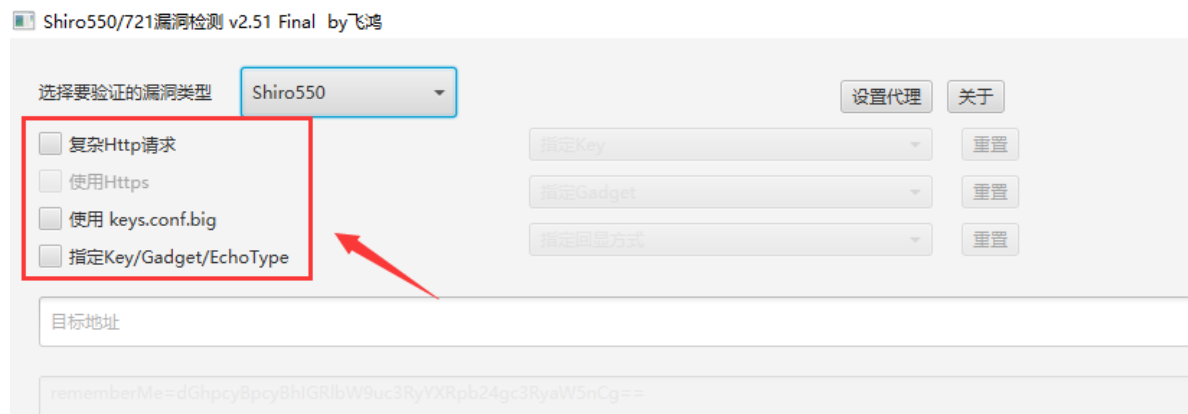 Shiro550/721漏洞检测 v2.51 Final by飞鸿
选择要验证的漏洞类型 Shiro550 设置代理 关于
复杂Http请求 指定Key 重置
使用Https 指定Gadget 重置
使用 keys.conf.big 指定回显方式 重置
指定Key/Gadget/EchoType
目标地址
rememberMe=dGhpcyBpcyBhIGRlbW9uc3RyYXRpb24gc3RyaW5nCg==